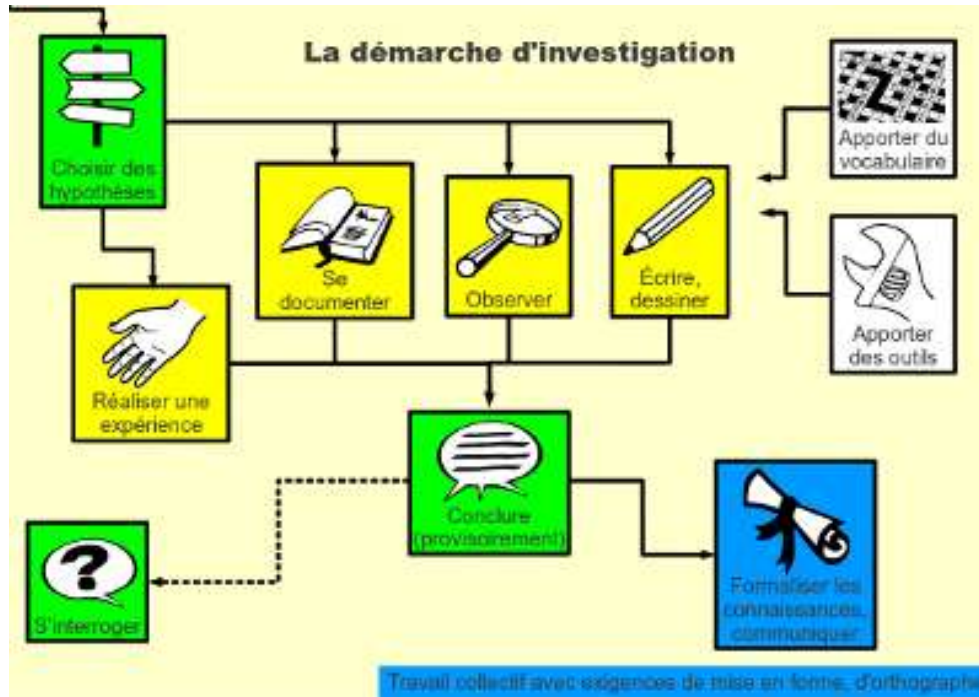 La démarche d'investigation
Choisir des
hypothèses
Apporter du
vocabulaire
Se
documenter
Observer
Écrire,
dessiner
Apporter
des outils
Réaliser une
expérience
Conclure
(provisoirement)
S'interroger
Formaliser les
connaissances,
communiquer
Travail collectif avec exigences de mise en forme, d'orthographe